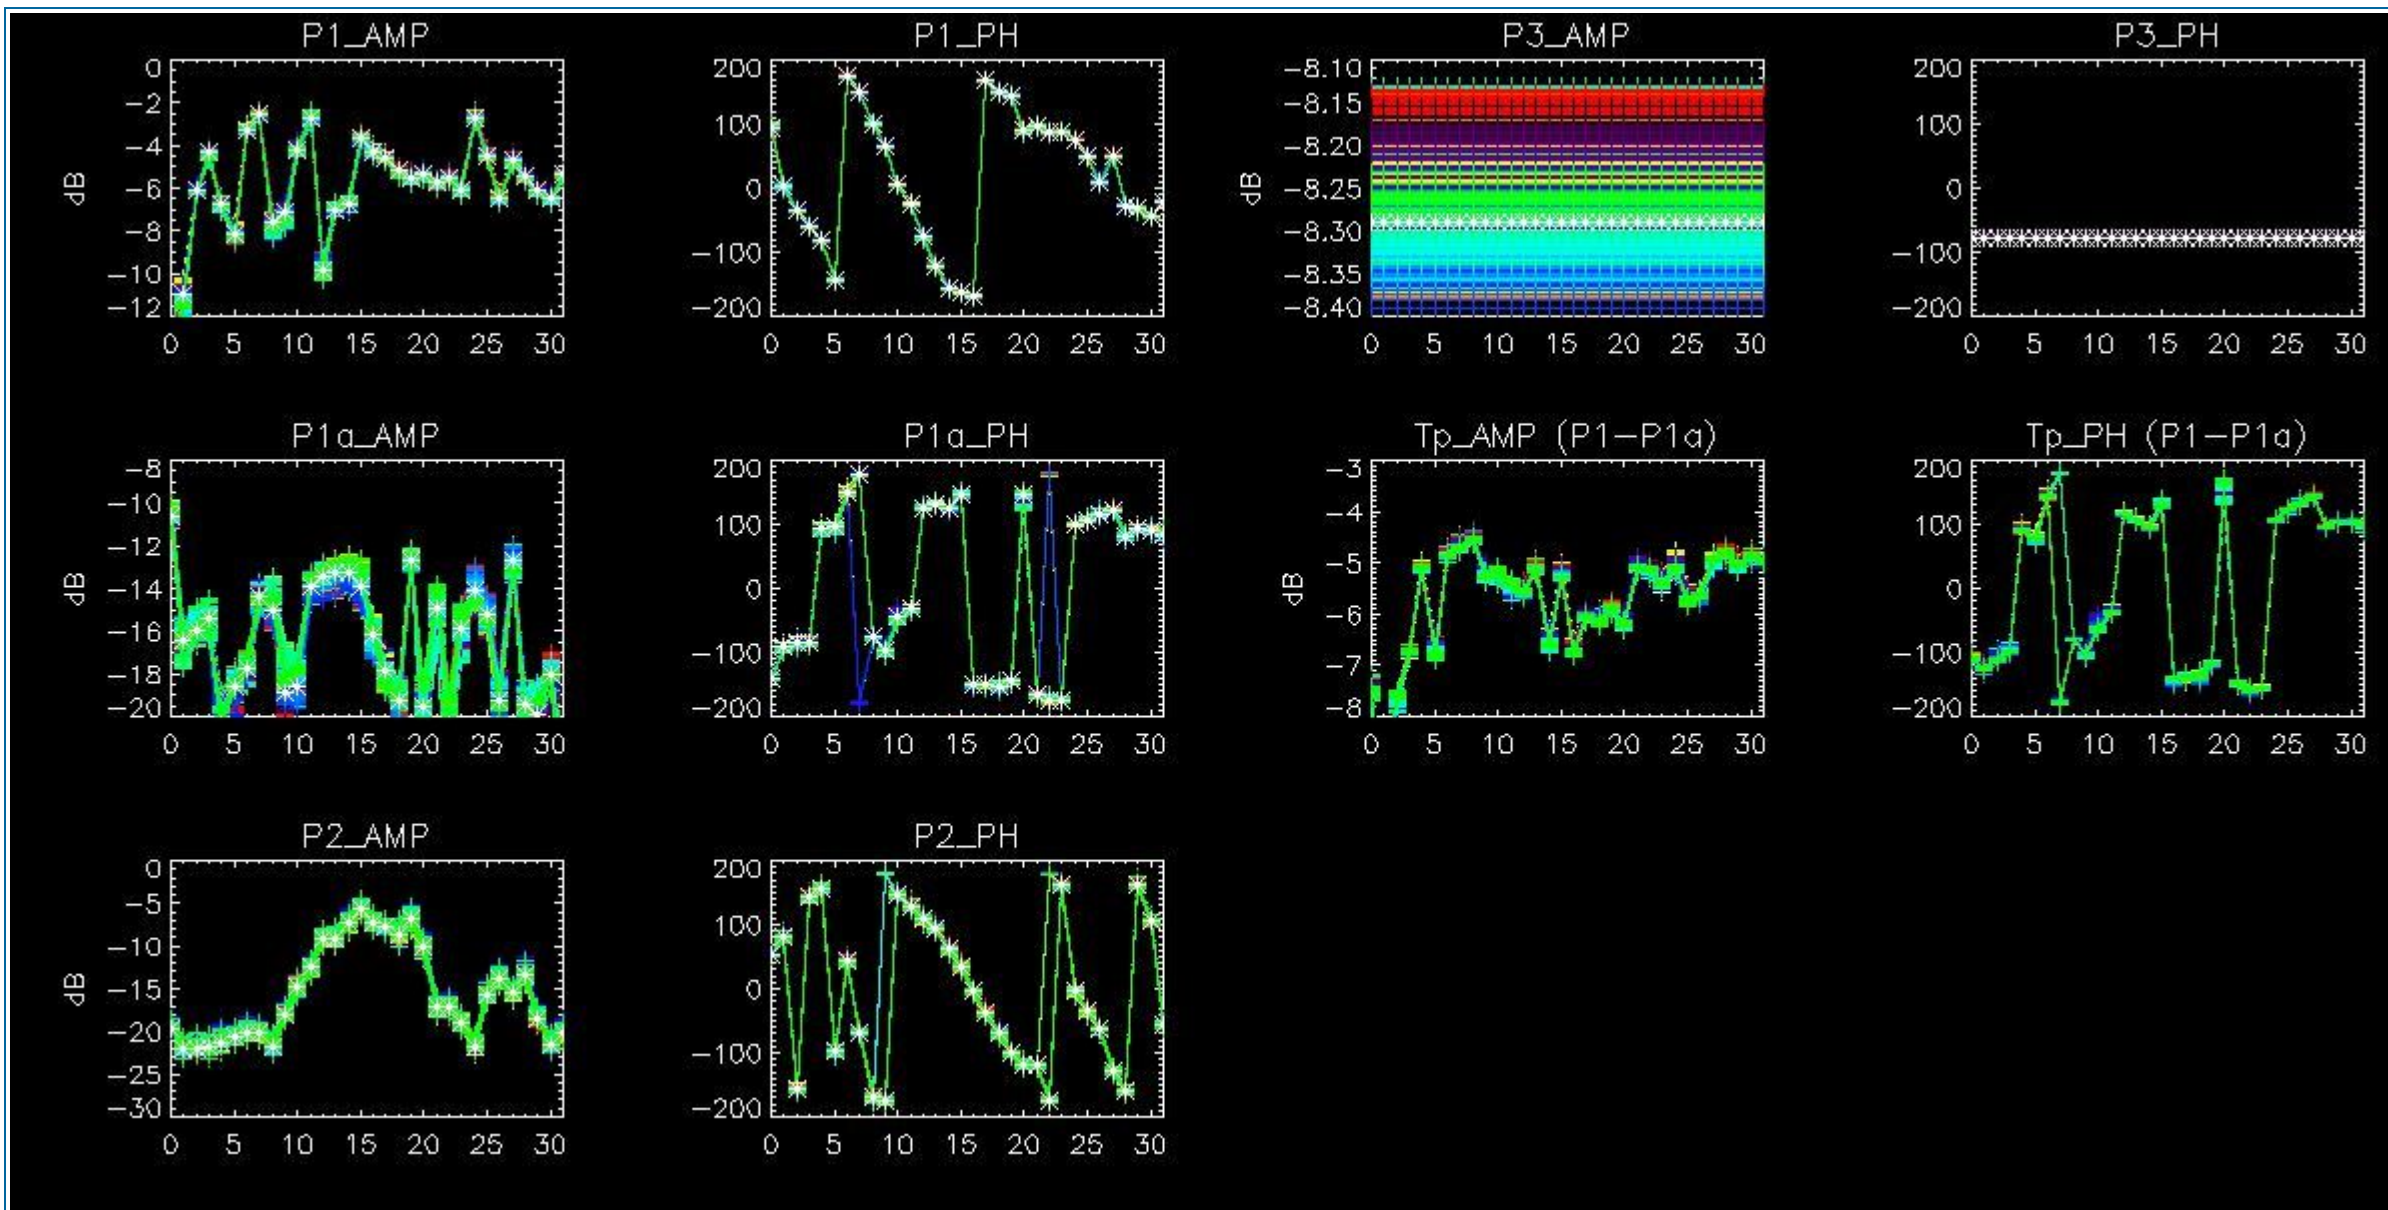 P1_AMP
dB
0
−2
−4
−6
−8
−10
−12
0 5 10 15 20 25 30
P1_PH
200
100
0
−100
−200
0 5 10 15 20 25 30
P3_AMP
dB
−8.10
−8.15
−8.20
−8.25
−8.30
−8.35
−8.40
0 5 10 15 20 25 30
P3_PH
200
100
0
−100
−200
0 5 10 15 20 25 30
P1a_AMP
dB
−8
−10
−12
−14
−16
−18
−20
0 5 10 15 20 25 30
P1a_PH
200
100
0
−100
−200
0 5 10 15 20 25 30
Tp_AMP (P1−P1a)
dB
−3
−4
−5
−6
−7
−8
0 5 10 15 20 25 30
Tp_PH (P1−P1a)
200
100
0
−100
−200
0 5 10 15 20 25 30
P2_AMP
dB
0
−5
−10
−15
−20
−25
−30
0 5 10 15 20 25 30
P2_PH
200
100
0
−100
−200
0 5 10 15 20 25 30